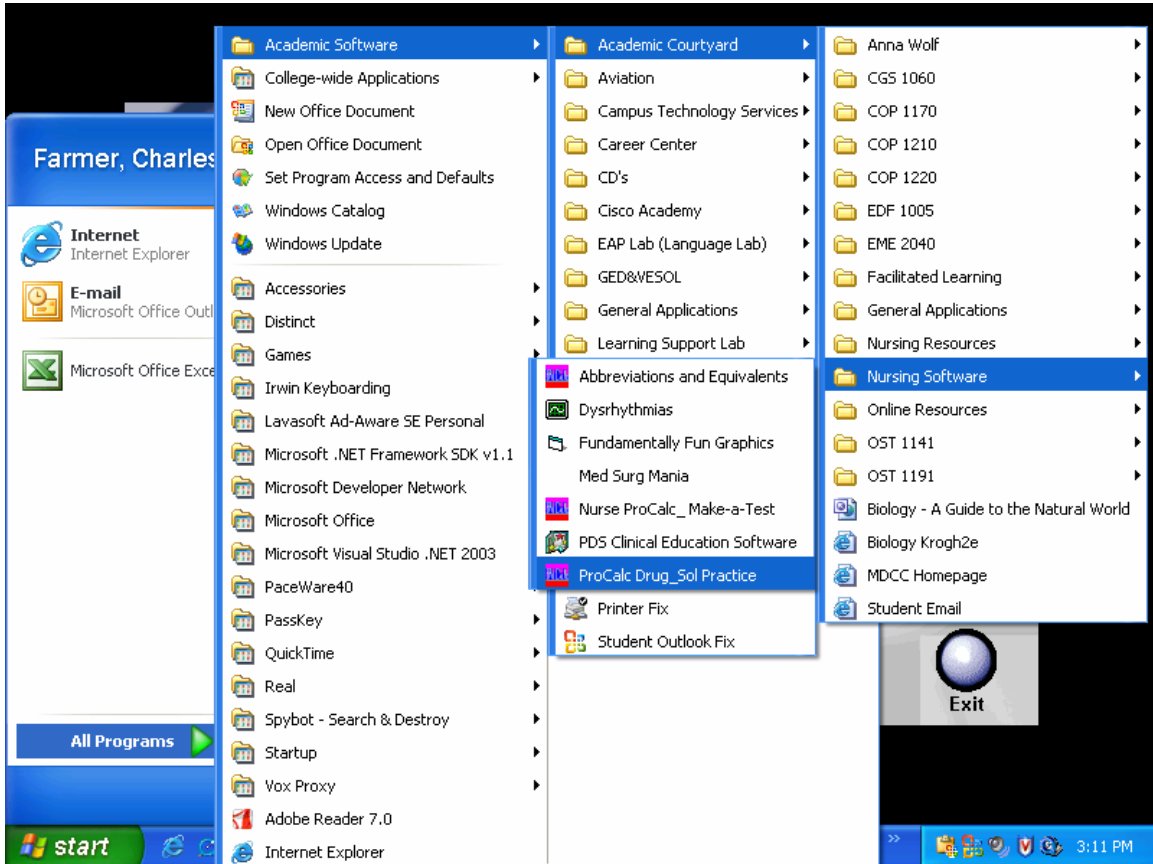 Farmer, Charles
Internet
Internet Explorer
E-mail
Microsoft Office Outl
Microsoft Office Exce
All Programs
start
Academic Software
College-wide Applications
New Office Document
Open Office Document
Set Program Access and Defaults
Windows Catalog
Windows Update
Accessories
Distinct
Games
Irwin Keyboarding
Lavasoft Ad-Aware SE Personal
Microsoft .NET Framework SDK v1.1
Microsoft Developer Network
Microsoft Office
Microsoft Visual Studio .NET 2003
PaceWare40
PassKey
QuickTime
Real
Spybot - Search & Destroy
Startup
Vox Proxy
Adobe Reader 7.0
Internet Explorer
Academic Courtyard
Aviation
Campus Technology Services
Career Center
CD's
Cisco Academy
EAP Lab (Language Lab)
GED&VESOL
General Applications
Learning Support Lab
Abbreviations and Equivalents
Dysrhythmias
Fundamentally Fun Graphics
Med Surg Mania
Nurse ProCalc_ Make-a-Test
PDS Clinical Education Software
ProCalc Drug_Sol Practice
Printer Fix
Student Outlook Fix
Anna Wolf
CGS 1060
COP 1170
COP 1210
COP 1220
EDF 1005
EME 2040
Facilitated Learning
General Applications
Nursing Resources
Nursing Software
Online Resources
OST 1141
OST 1191
Biology - A Guide to the Natural World
Biology Krogh2e
MDCC Homepage
Student Email
Exit
3:11 PM